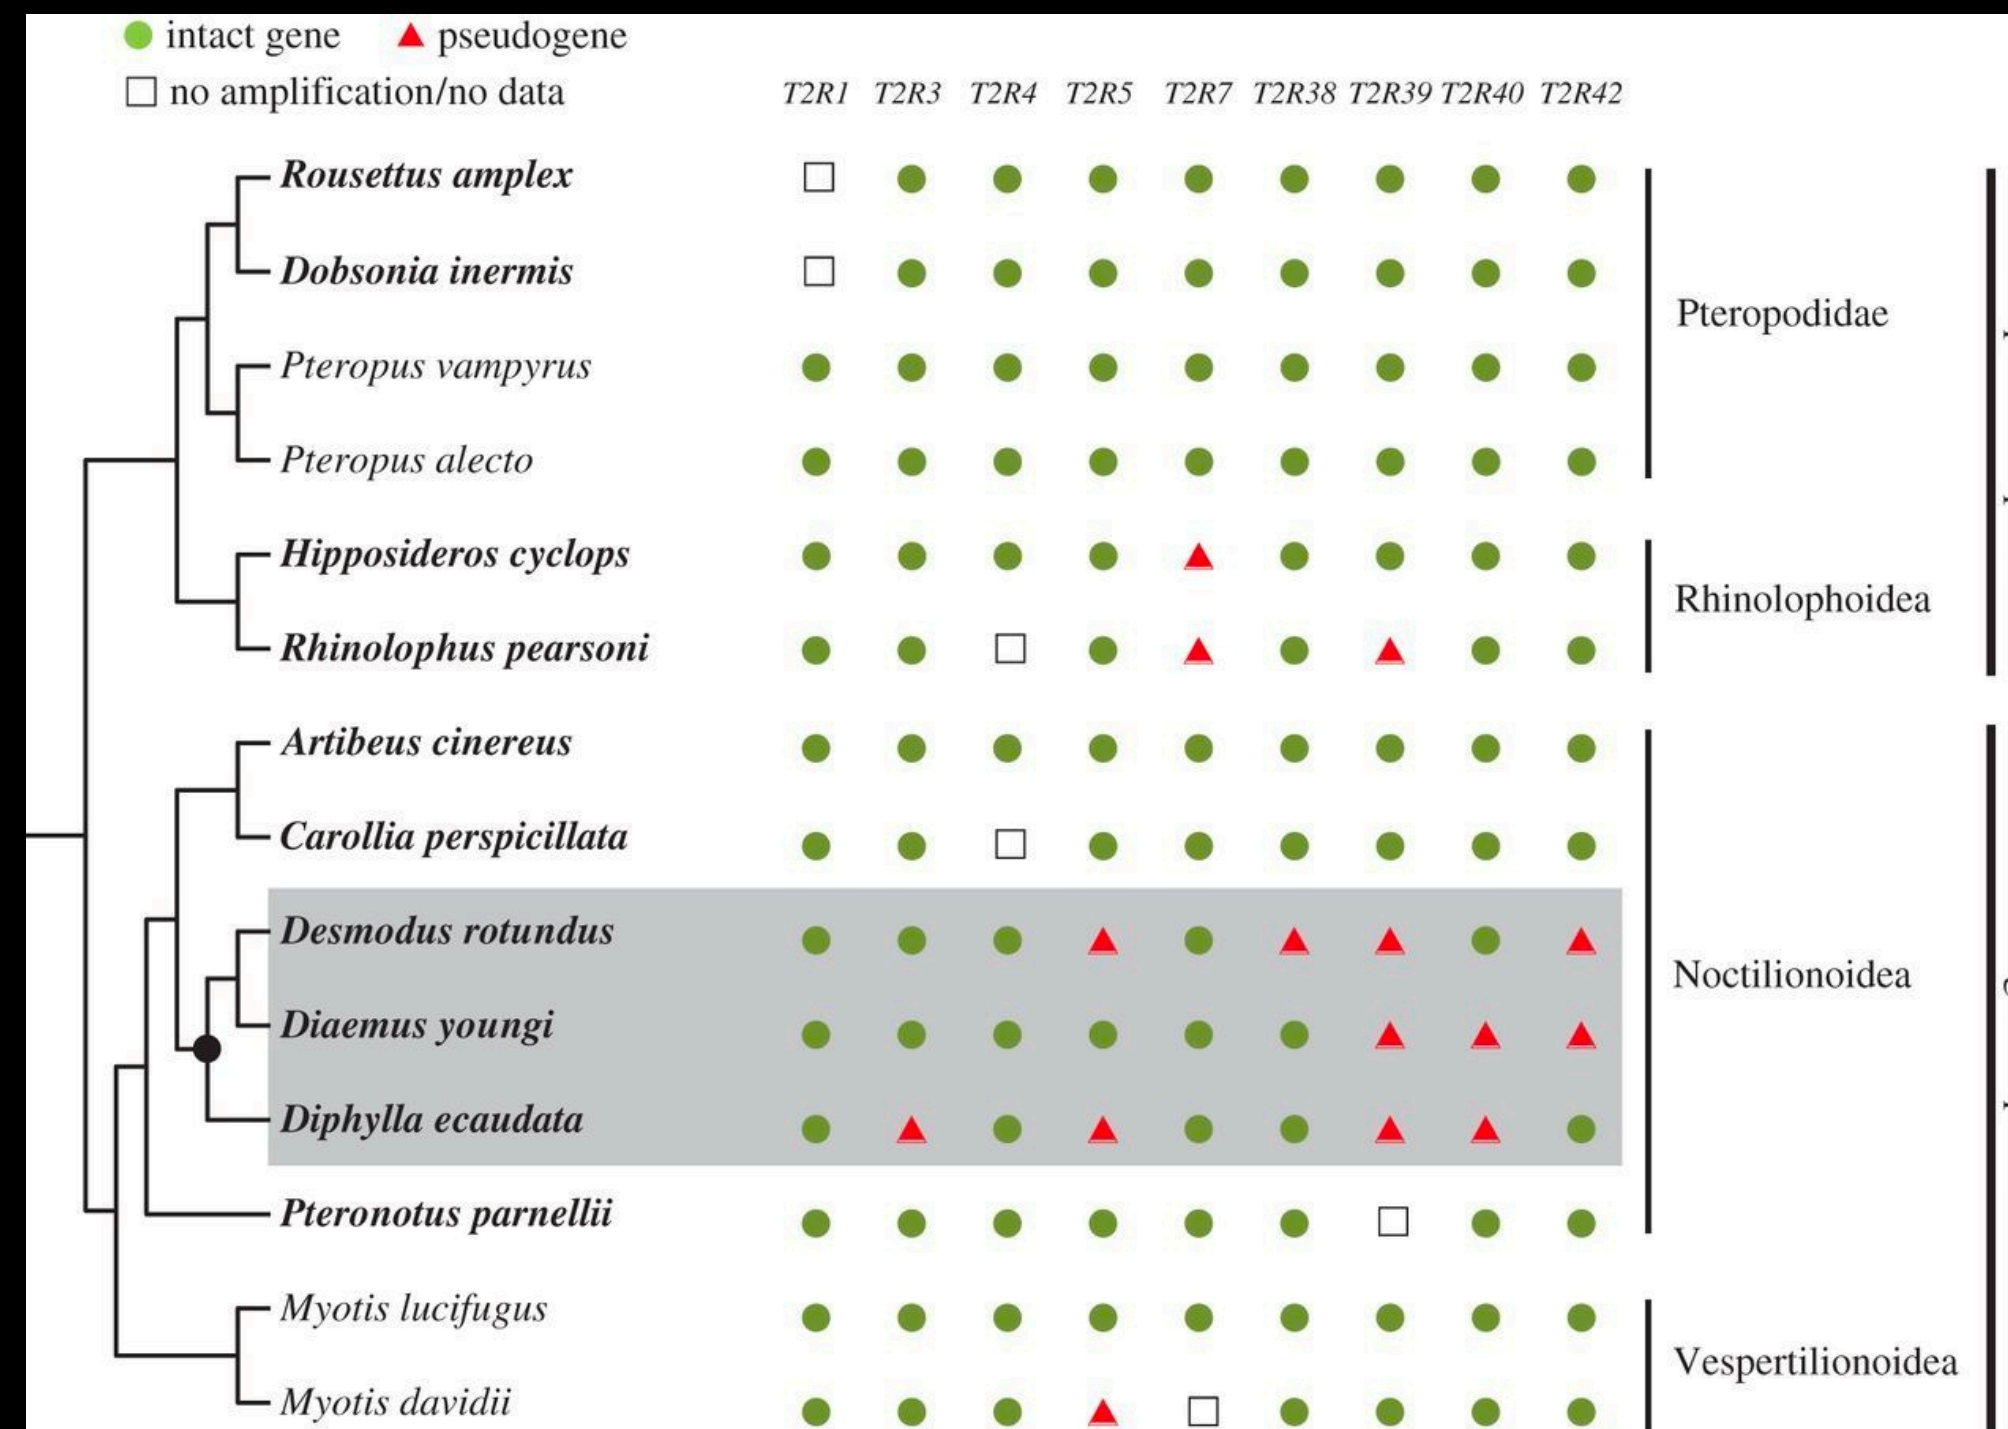 intact gene pseudogene
no amplification/no data
T2R1 T2R3 T2R4 T2R5 T2R7 T2R38 T2R39 T2R40 T2R42
Rousettus amplex
Dobsonia inermis
Pteropodidae
Pteropus vampyrus
Pteropus alecto
Hipposideros cyclops
Rhinolophoidea
Rhinolophus pearsoni
Artibeus cinereus
Carollia perspicillata
Desmodus rotundus
Noctilionoidea
Diaemus youngi
Diphylla ecaudata
Pteronotus parnellii
Myotis lucifugus
Vespertilionoidea
Myotis davidii